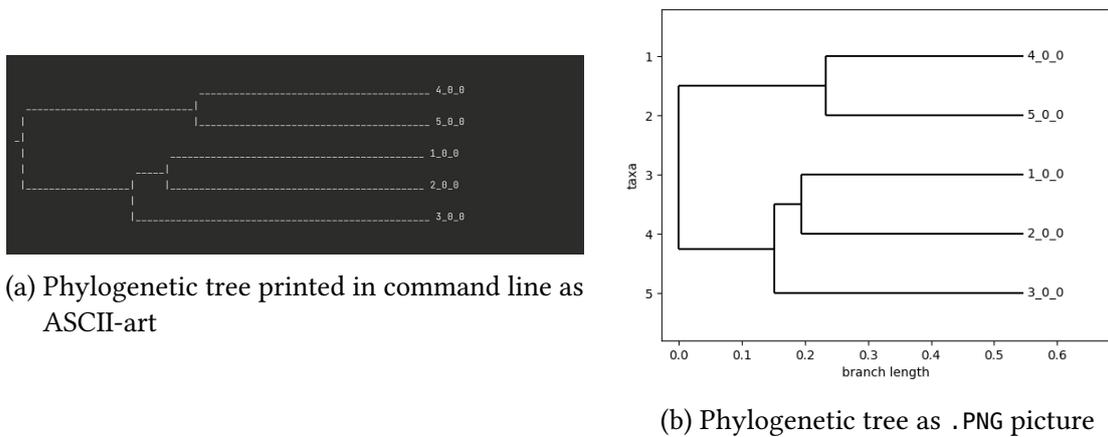 4_0_0
5_0_0
1_0_0
2_0_0
3_0_0
(a) Phylogenetic tree printed in command line as
ASCII-art
1
2
3
4
5
taxa
4_0_0
5_0_0
1_0_0
2_0_0
3_0_0
0.0 0.1 0.2 0.3 0.4 0.5 0.6
branch length
(b) Phylogenetic tree as .PNG picture